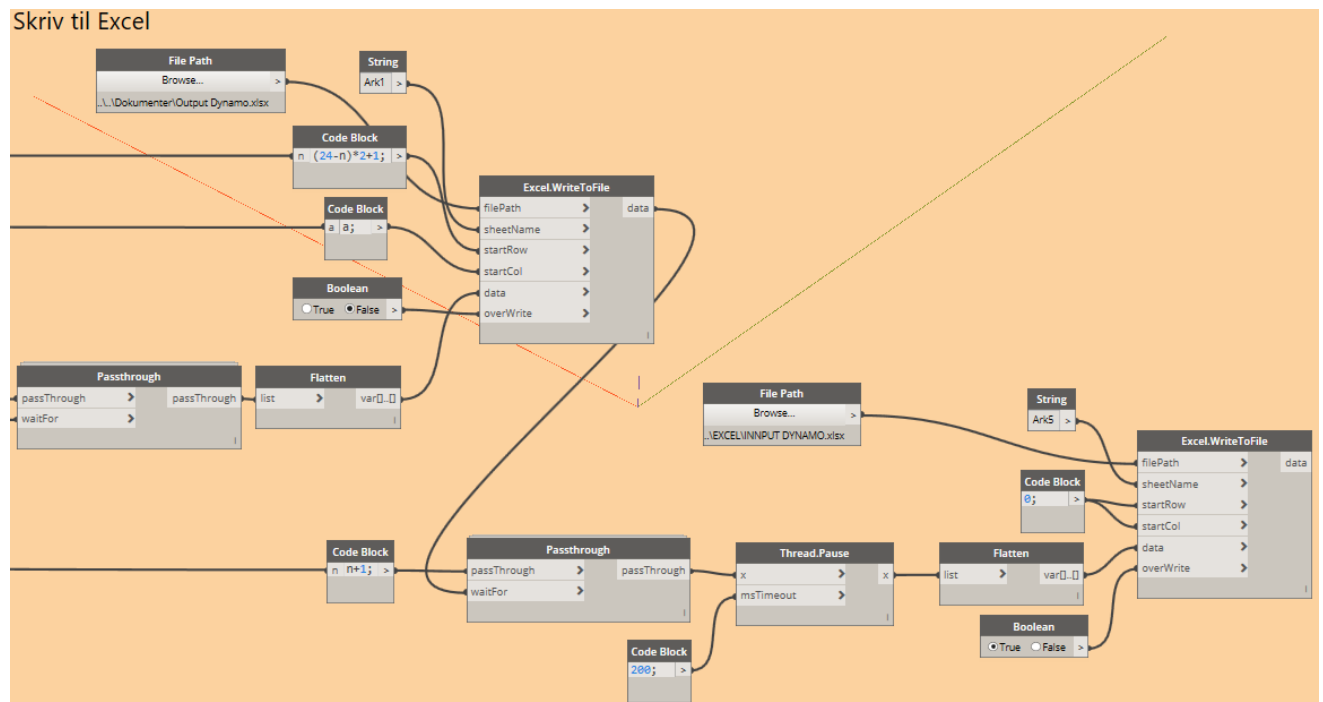 Skriv til Excel
File Path
Browse... >
..\..\Dokumenter\Output Dynamo.xlsx
String
Ark1 >
Code Block
n (24-n)*2+1; >
Code Block
a a; >
Boolean
True False >
Excel.WriteToFile
filePath > data
sheetName >
startRow >
startCol >
data >
overWrite >
l
Passthrough
passThrough > passThrough
waitFor >
l
Flatten
list > var[]..[]
l
File Path
Browse... >
..\EXCEL\INNPUT DYNAMO.xlsx
String
Ark5 >
Code Block
0; >
Excel.WriteToFile
filePath > data
sheetName >
startRow >
startCol >
data >
overWrite >
l
Code Block
n n+1; >
Passthrough
passThrough > passThrough
waitFor >
l
Thread.Pause
x > x
msTimeout >
l
Flatten
list > var[]..[]
l
Boolean
True False >
Code Block
200; >